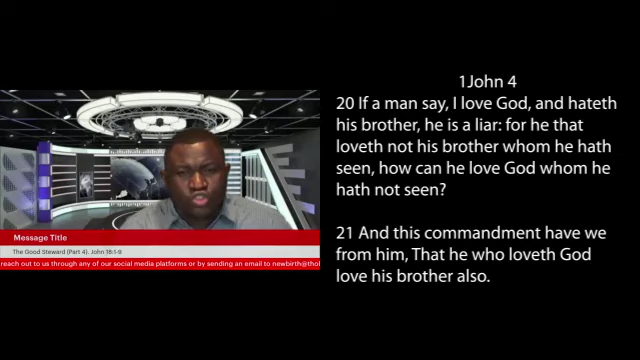 Message Title
The Good Steward (Part 4). John 18:1-9
reach out to us through any of our social media platforms or by sending an email to newbirth@thol
1John 4
20 If a man say, I love God, and hateth
his brother, he is a liar: for he that
loveth not his brother whom he hath
seen, how can he love God whom he
hath not seen?
21 And this commandment have we
from him, That he who loveth God
love his brother also.